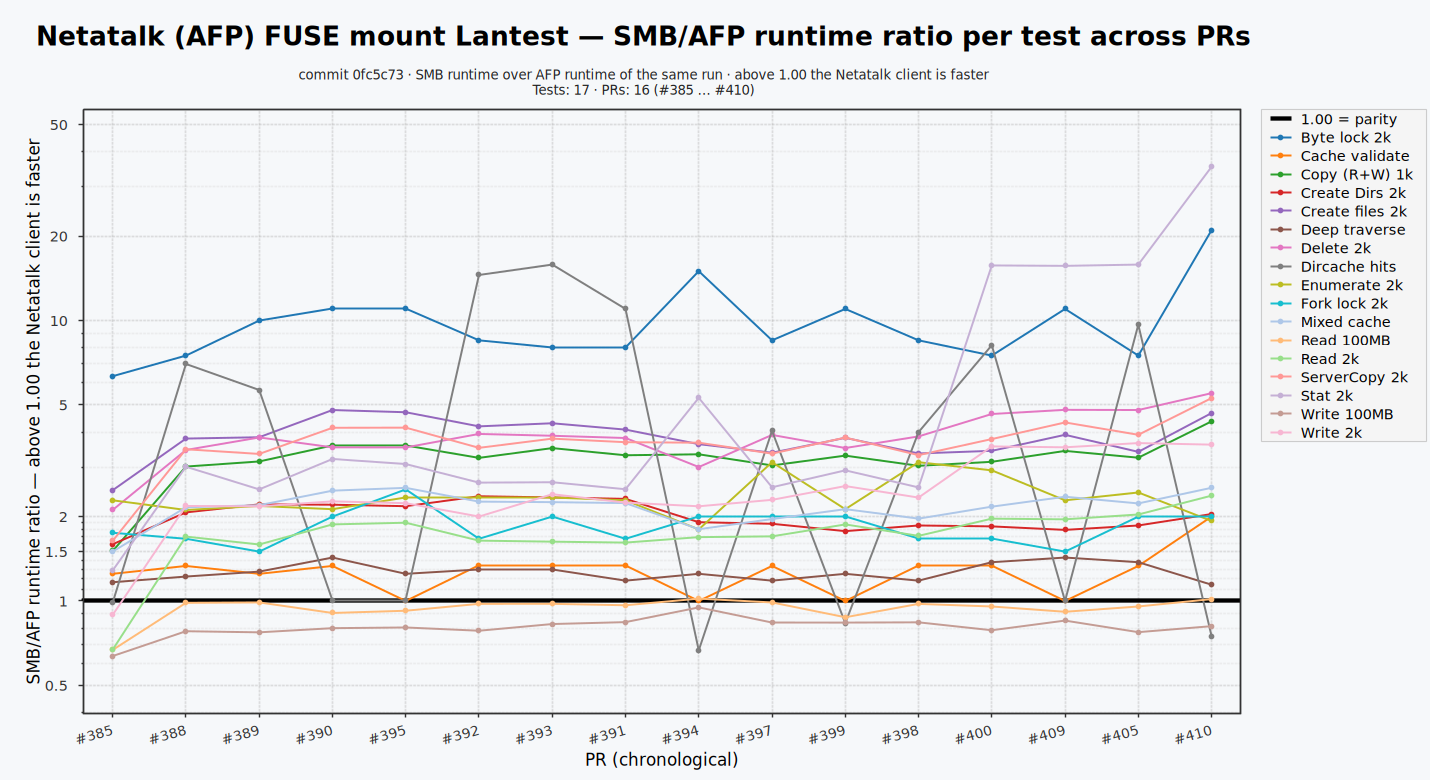 Netatalk (AFP) FUSE mount Lantest — SMB/AFP runtime ratio per test across PRs
commit 0fc5c73 · SMB runtime over AFP runtime of the same run · above 1.00 the Netatalk client is faster
Tests: 17 · PRs: 16 (#385 … #410)
SMB/AFP runtime ratio — above 1.00 the Netatalk client is faster
50
20
10
5
2
1.5
1
0.5
#385
#388
#389
#390
#395
#392
#393
#391
#394
#397
#399
#398
#400
#409
#405
#410
PR (chronological)
1.00 = parity
Byte lock 2k
Cache validate
Copy (R+W) 1k
Create Dirs 2k
Create files 2k
Deep traverse
Delete 2k
Dircache hits
Enumerate 2k
Fork lock 2k
Mixed cache
Read 100MB
Read 2k
ServerCopy 2k
Stat 2k
Write 100MB
Write 2k